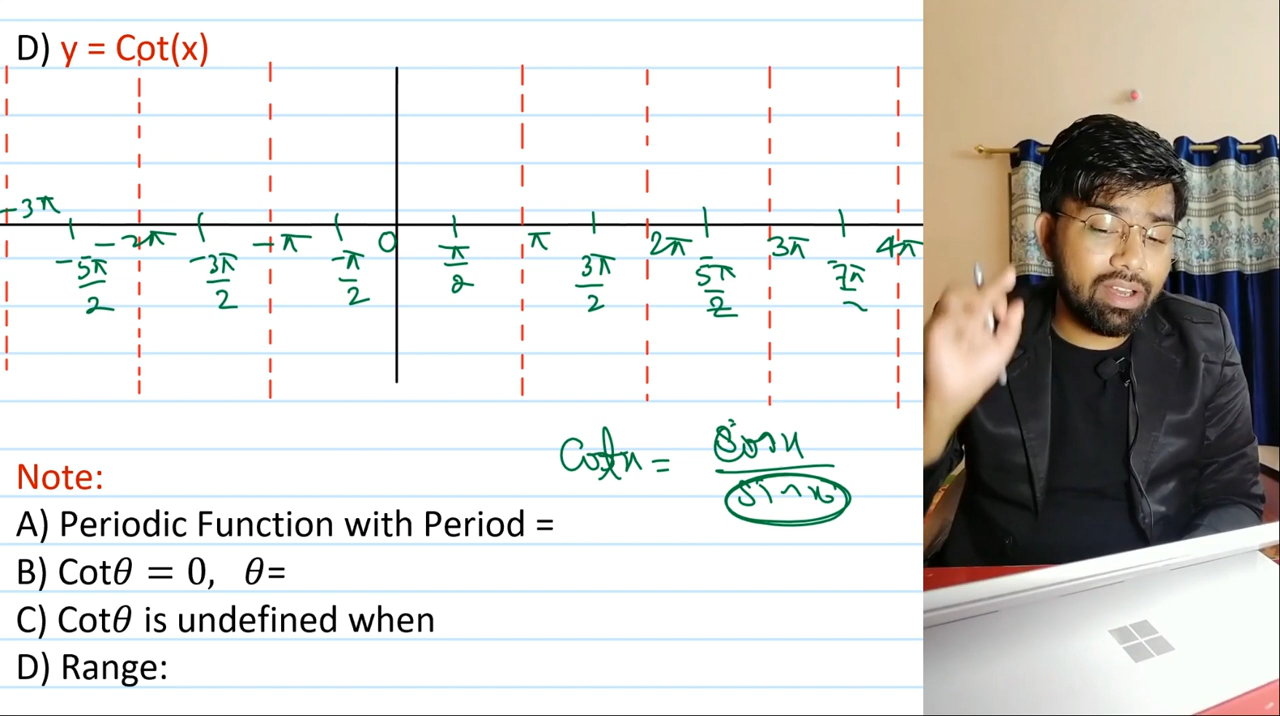 D) y = Cot(x)
-3π
-2π -π 0 π 2π 3π 4π
-5π/2 -3π/2 -π/2 π/2 3π/2 5π/2 7π/2
Cotx = Cosx/sinx
Note:
A) Periodic Function with Period =
B) Cotθ = 0, θ=
C) Cotθ is undefined when
D) Range: